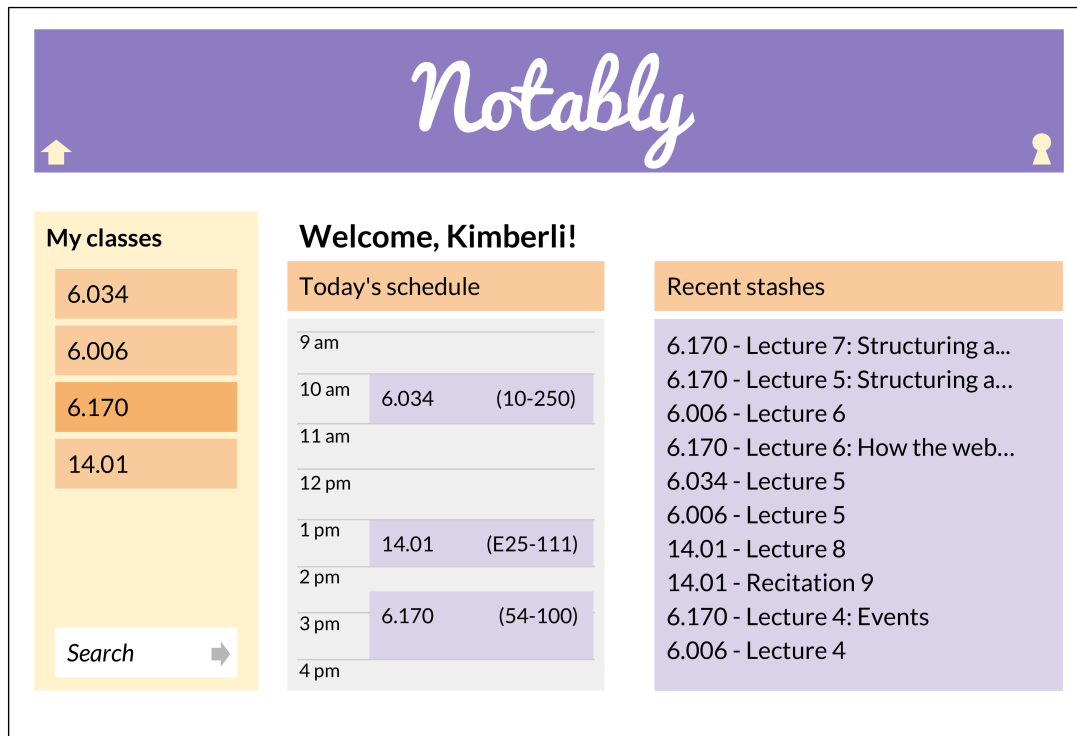 Notably
My classes
6.034
6.006
6.170
14.01
Search
Welcome, Kimberli!
Today's schedule
9 am
10 am
6.034 (10-250)
11 am
12 pm
1 pm
14.01 (E25-111)
2 pm
6.170 (54-100)
3 pm
4 pm
Recent stashes
6.170 - Lecture 7: Structuring a...
6.170 - Lecture 5: Structuring a...
6.006 - Lecture 6
6.170 - Lecture 6: How the web...
6.034 - Lecture 5
6.006 - Lecture 5
14.01 - Lecture 8
14.01 - Recitation 9
6.170 - Lecture 4: Events
6.006 - Lecture 4